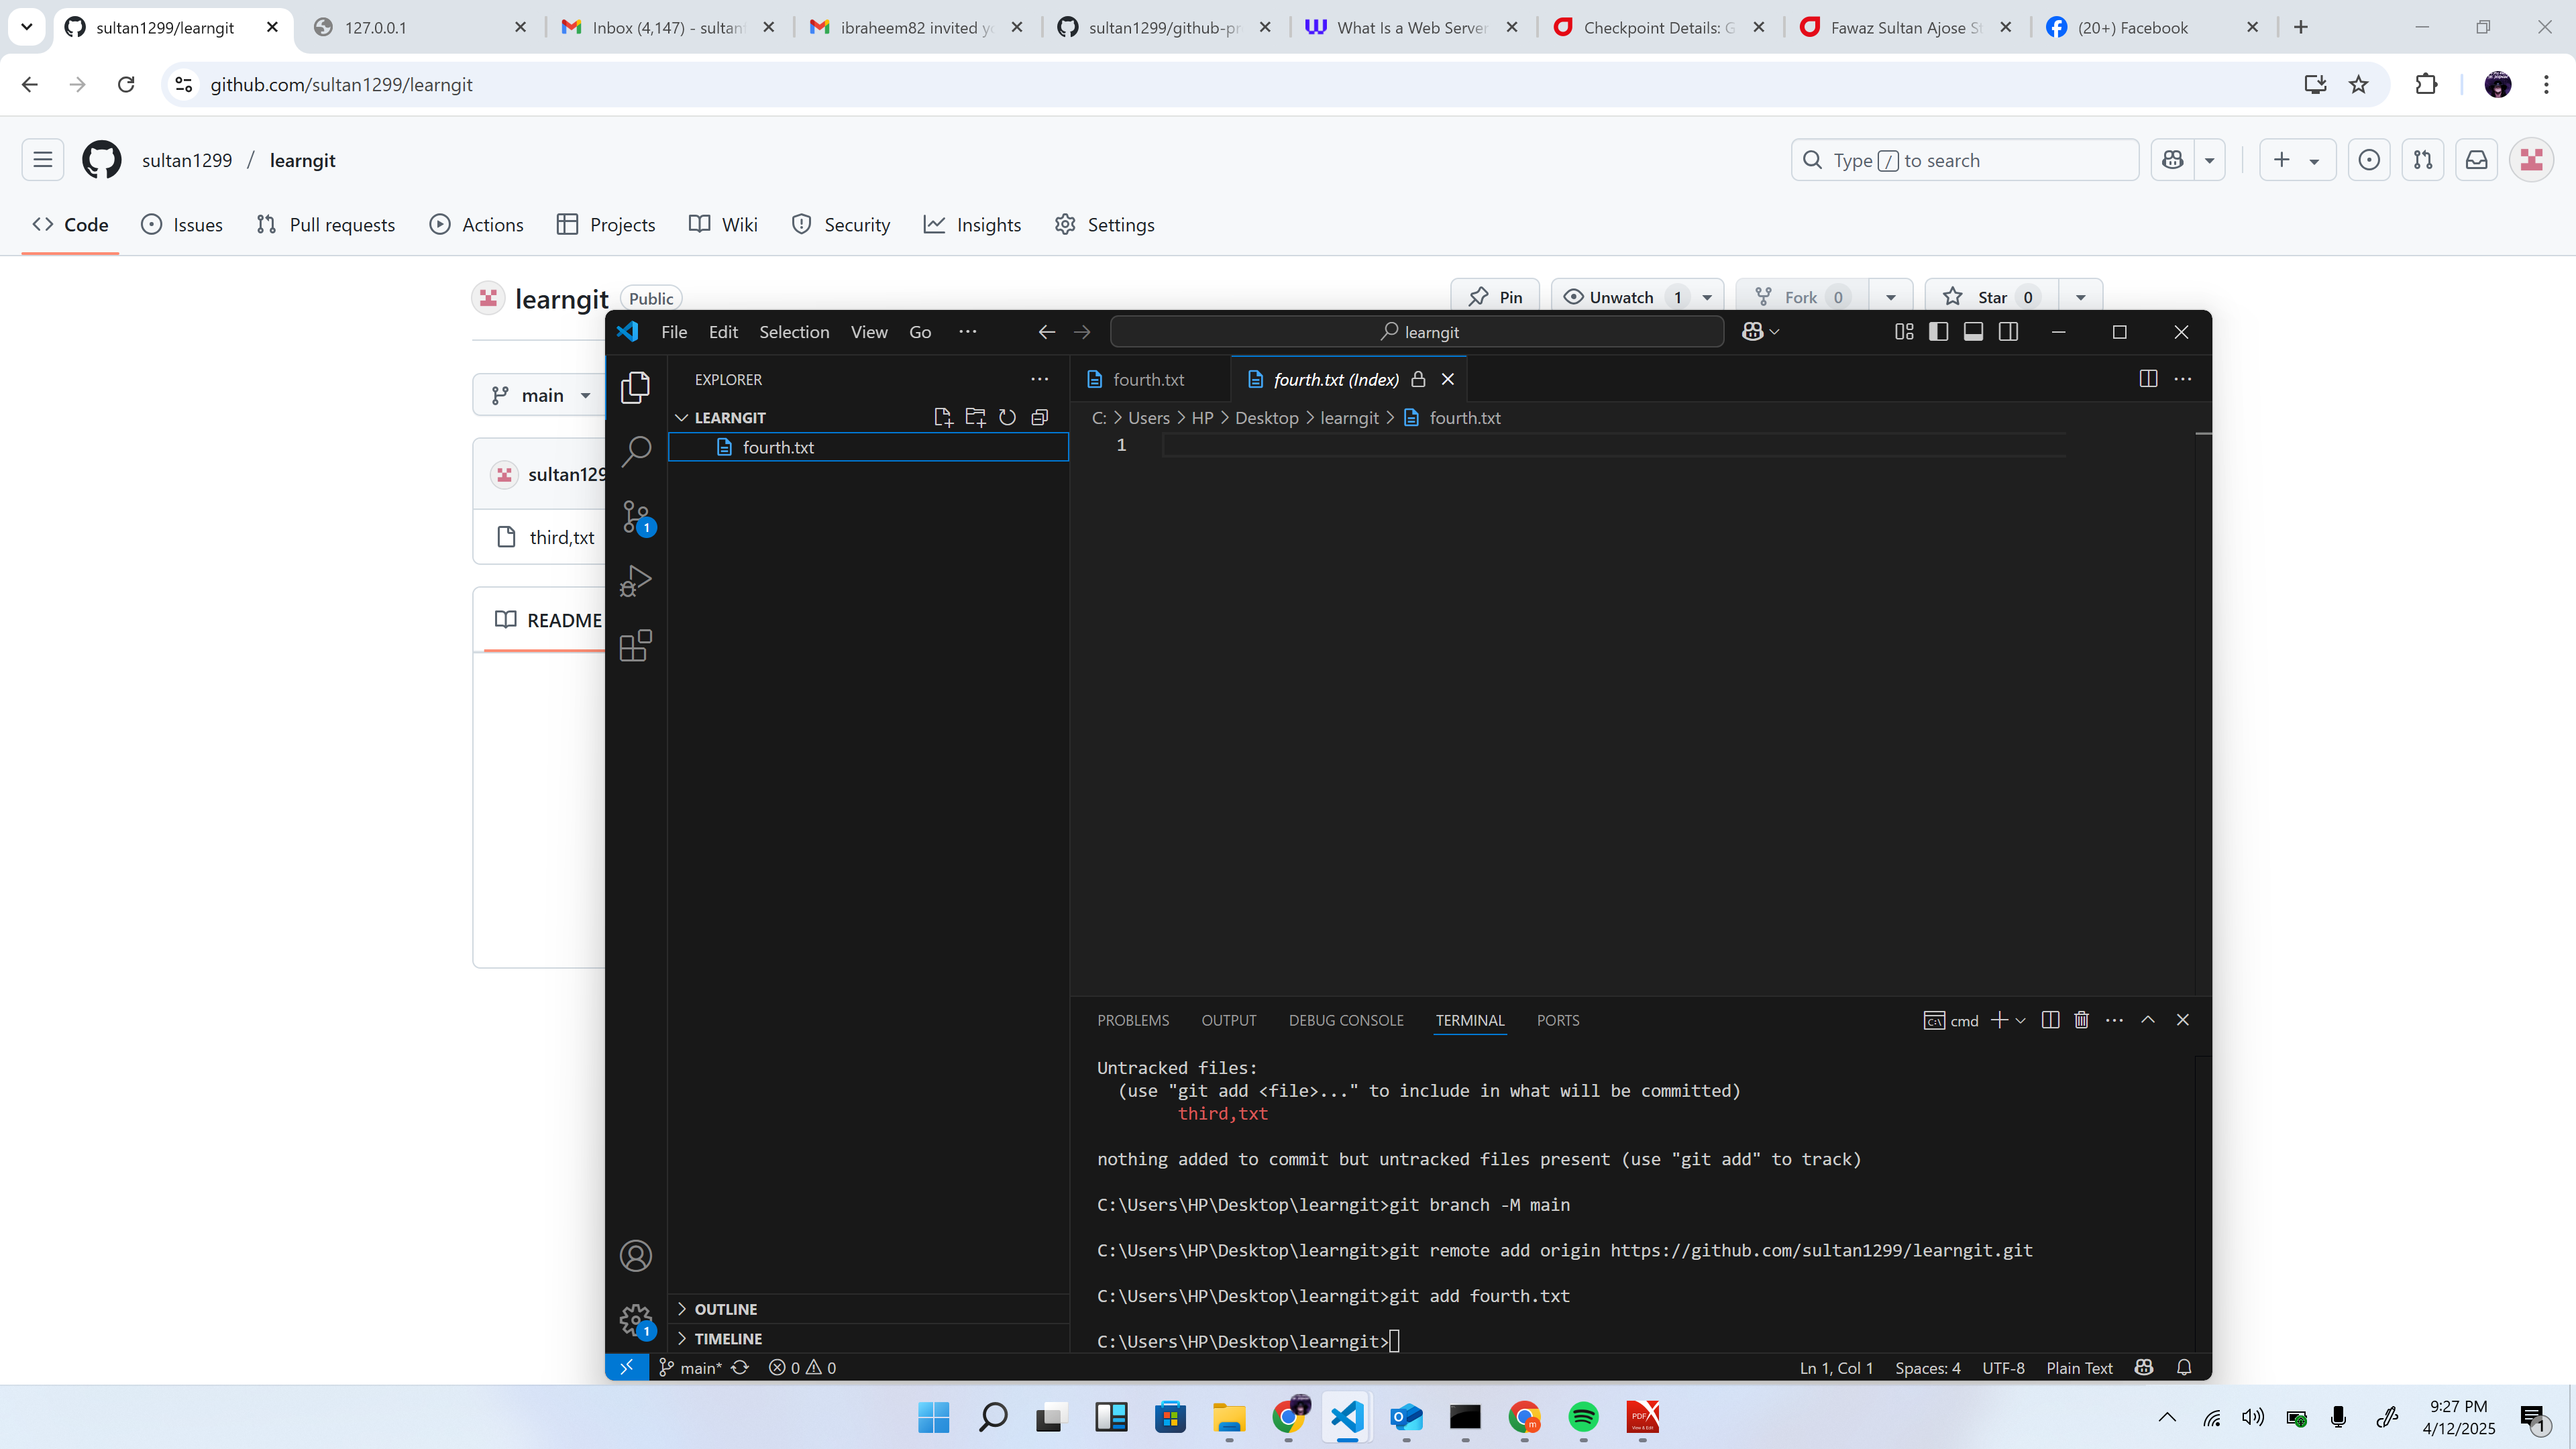 sultan1299/learngit
127.0.0.1
Inbox (4,147) - sultanf
ibraheem82 invited yo
sultan1299/github-pr
What Is a Web Server
Checkpoint Details: G
Fawaz Sultan Ajose St
(20+) Facebook
github.com/sultan1299/learngit
sultan1299 / learngit
Type / to search
Code Issues Pull requests Actions Projects Wiki Security Insights Settings
learngit Public
Pin Unwatch 1 Fork 0 Star 0
File Edit Selection View Go
learngit
main
EXPLORER
fourth.txt
fourth.txt (Index)
LEARNGIT
C: > Users > HP > Desktop > learngit > fourth.txt
fourth.txt
1
sultan129
1
third,txt
README
PROBLEMS OUTPUT DEBUG CONSOLE TERMINAL PORTS
cmd
Untracked files:
(use "git add <file>..." to include in what will be committed)
third,txt
nothing added to commit but untracked files present (use "git add" to track)
C:\Users\HP\Desktop\learngit>git branch -M main
C:\Users\HP\Desktop\learngit>git remote add origin https://github.com/sultan1299/learngit.git
C:\Users\HP\Desktop\learngit>git add fourth.txt
C:\Users\HP\Desktop\learngit>
OUTLINE
1
TIMELINE
main* 0 0
Ln 1, Col 1 Spaces: 4 UTF-8 Plain Text
PDF X
9:27 PM
4/12/2025
1